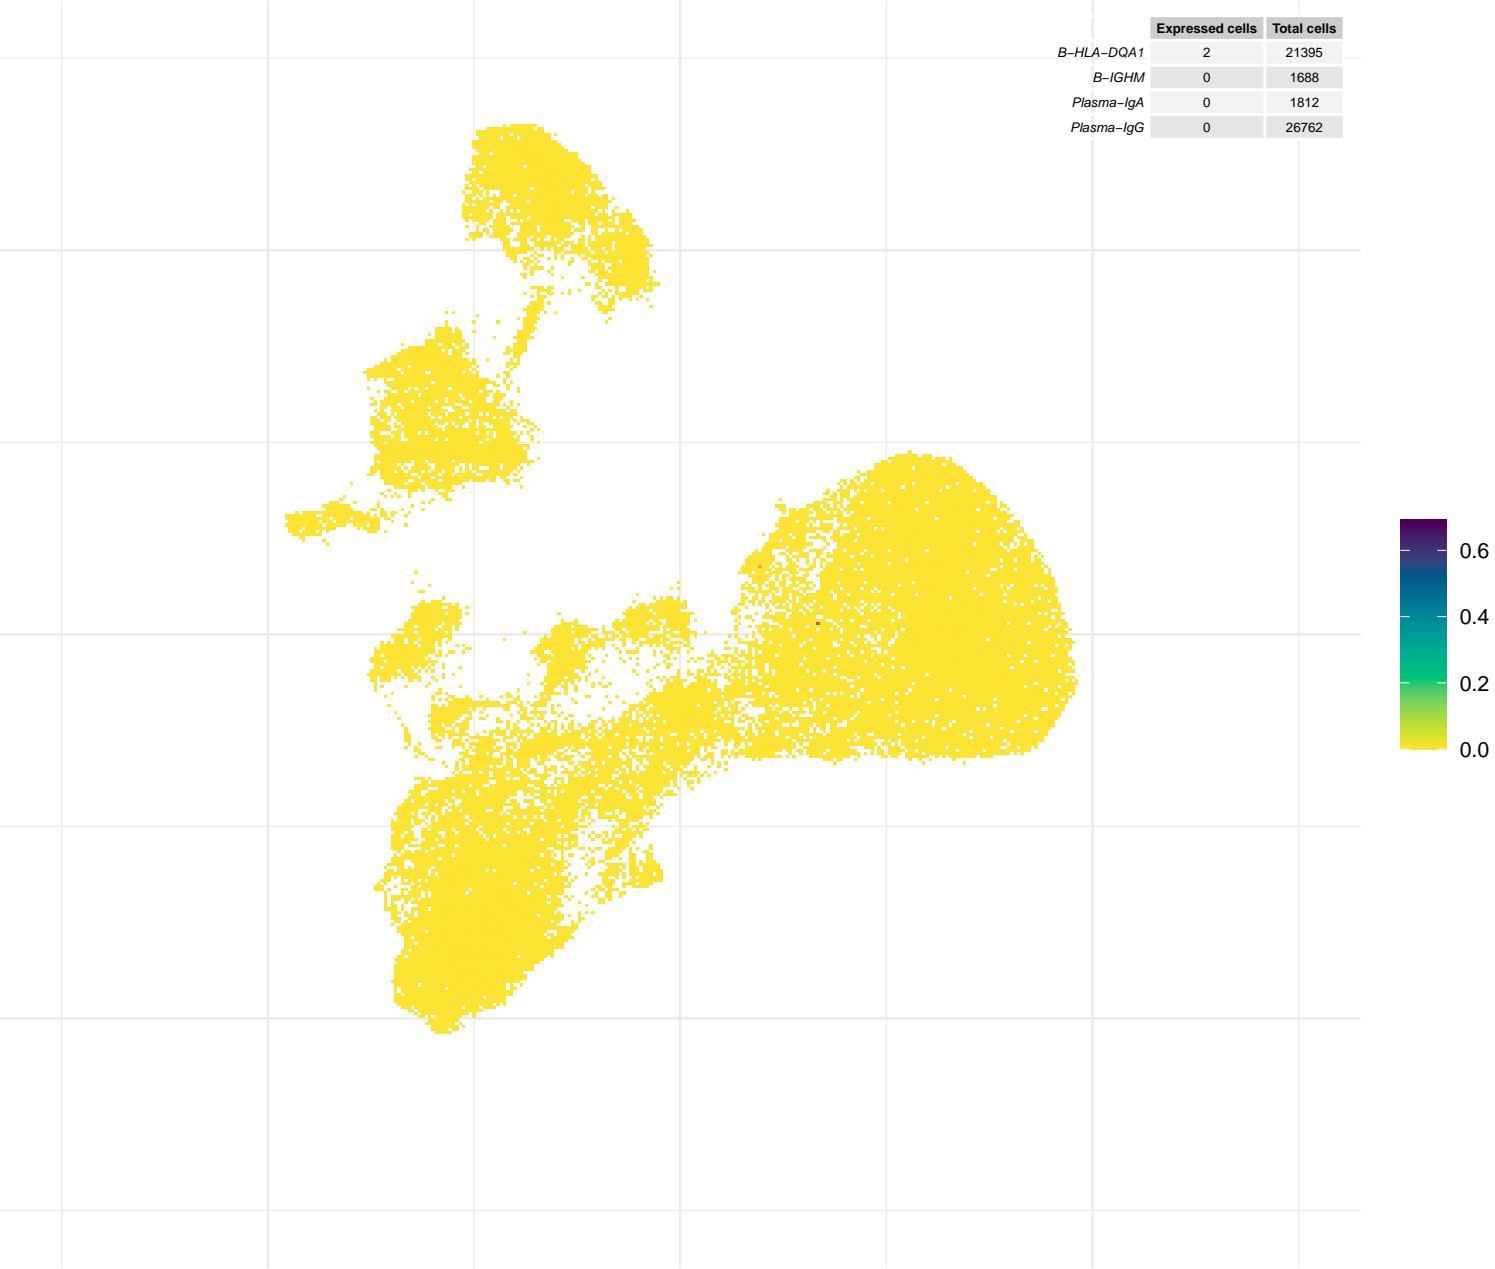 Expressed cells Total cells
B−HLA−DQA1 2 21395
B−IGHM 0 1688
Plasma−IgA 0 1812
Plasma−IgG 0 26762
0.6
0.4
0.2
0.0